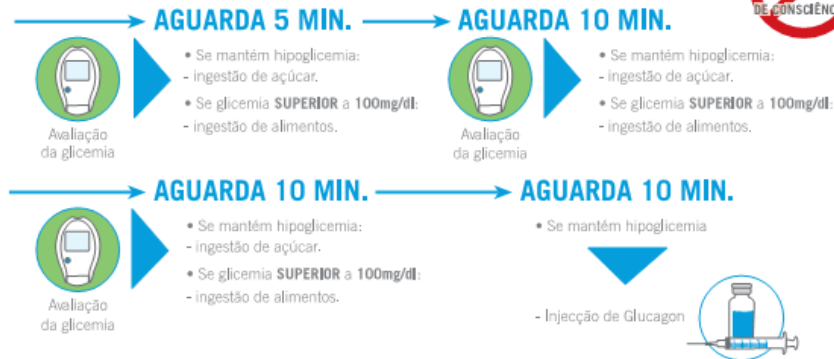 DE CONSCIÊNC
AGUARDA 5 MIN.
Avaliação
da glicemia
• Se mantém hipoglicemia:
- ingestão de açúcar.
• Se glicemia SUPERIOR a 100mg/dl:
- ingestão de alimentos.
AGUARDA 10 MIN.
Avaliação
da glicemia
• Se mantém hipoglicemia:
- ingestão de açúcar.
• Se glicemia SUPERIOR a 100mg/dl:
- ingestão de alimentos.
AGUARDA 10 MIN.
Avaliação
da glicemia
• Se mantém hipoglicemia:
- ingestão de açúcar.
• Se glicemia SUPERIOR a 100mg/dl:
- ingestão de alimentos.
AGUARDA 10 MIN.
• Se mantém hipoglicemia
- Injecção de Glucagon